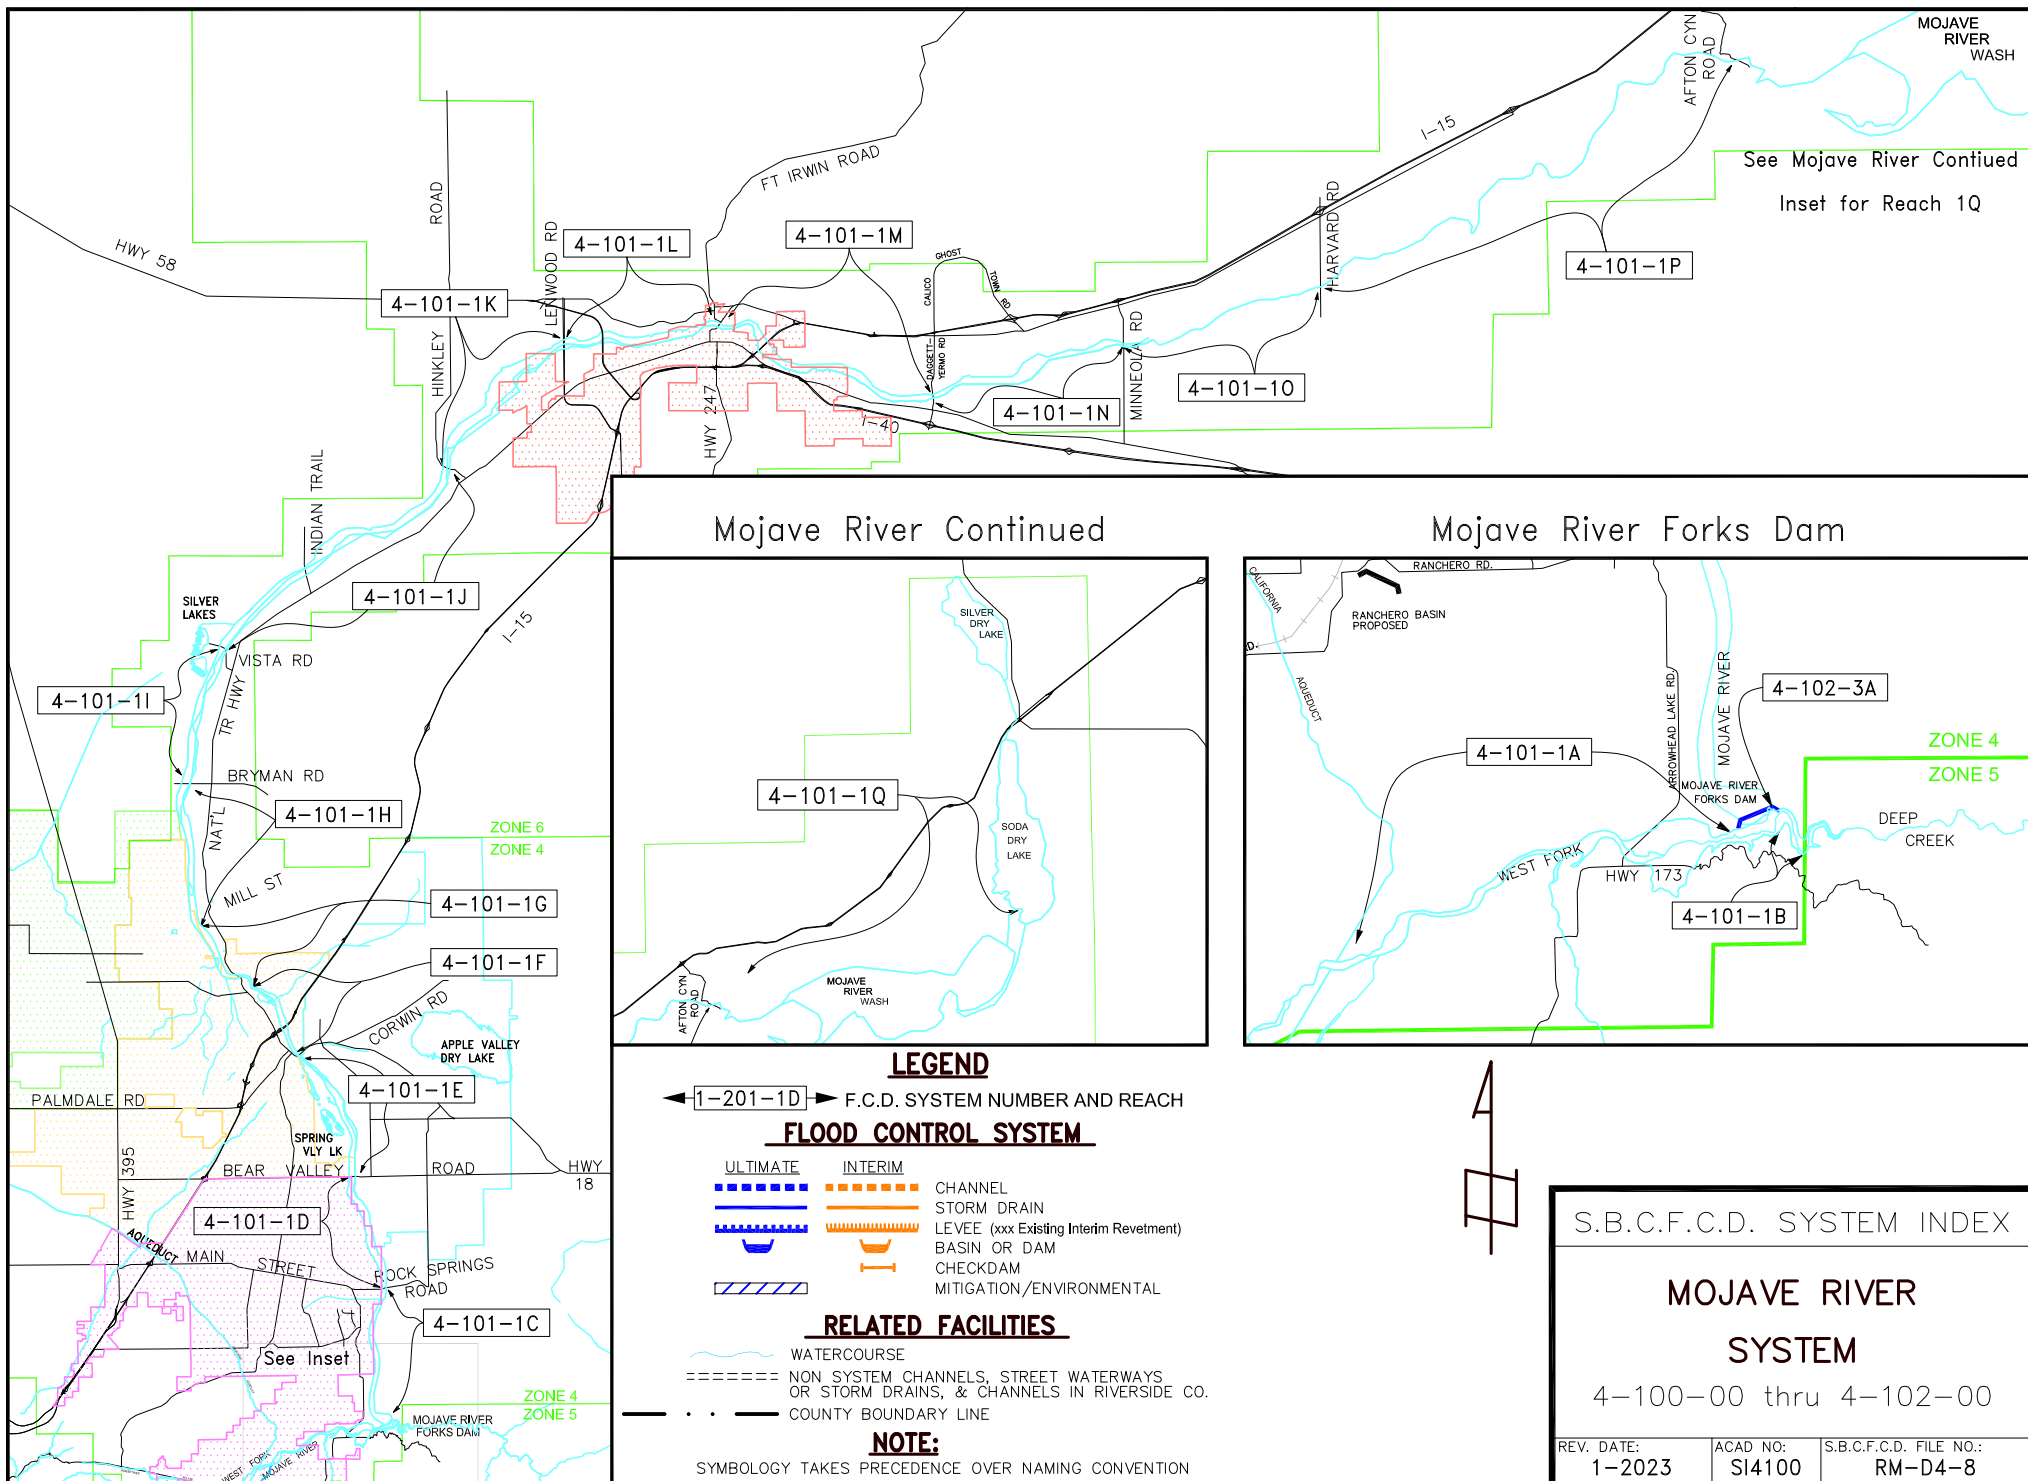 MOJAVE
RIVER
WASH
AFTON CYN
ROAD
See Mojave River Contiued
Inset for Reach 1Q
I-15
FT IRWIN ROAD
HWY 58
HINKLEY ROAD
LENWOOD RD
4-101-1L
4-101-1M
4-101-1K
4-101-1P
GHOST
TOWN RD
CALICO
DAGGETT-
YERMO RD
HARVARD RD
MINNEOLA RD
4-101-1O
4-101-1N
HWY 247
I-40
INDIAN TRAIL
4-101-1J
SILVER
LAKES
VISTA RD
4-101-1I
NAT'L TR HWY
I-15
BRYMAN RD
4-101-1H
ZONE 6
ZONE 4
MILL ST
4-101-1G
4-101-1F
CORWIN RD
APPLE VALLEY
DRY LAKE
4-101-1E
PALMDALE RD
SPRING
VLY LK
HWY 395
BEAR VALLEY ROAD
HWY
18
4-101-1D
AQUEDUCT
MAIN STREET
ROCK SPRINGS
ROAD
4-101-1C
See Inset
ZONE 4
ZONE 5
MOJAVE RIVER
FORKS DAM
WEST FORK
MOJAVE RIVER
Mojave River Continued
SILVER
DRY
LAKE
4-101-1Q
SODA
DRY
LAKE
MOJAVE
RIVER
WASH
AFTON CYN
ROAD
Mojave River Forks Dam
CALIFORNIA
AQUEDUCT
RANCHERO RD.
RANCHERO BASIN
PROPOSED
RD.
ARROWHEAD LAKE RD.
MOJAVE RIVER
4-102-3A
4-101-1A
ZONE 4
ZONE 5
MOJAVE RIVER
FORKS DAM
DEEP
CREEK
WEST FORK
HWY 173
4-101-1B
LEGEND
1-201-1D F.C.D. SYSTEM NUMBER AND REACH
FLOOD CONTROL SYSTEM
ULTIMATE INTERIM
CHANNEL
STORM DRAIN
LEVEE (xxx Existing Interim Revetment)
BASIN OR DAM
CHECKDAM
MITIGATION/ENVIRONMENTAL
RELATED FACILITIES
WATERCOURSE
NON SYSTEM CHANNELS, STREET WATERWAYS
OR STORM DRAINS, & CHANNELS IN RIVERSIDE CO.
COUNTY BOUNDARY LINE
NOTE:
SYMBOLOGY TAKES PRECEDENCE OVER NAMING CONVENTION
S.B.C.F.C.D. SYSTEM INDEX
MOJAVE RIVER
SYSTEM
4-100-00 thru 4-102-00
REV. DATE:
1-2023
ACAD NO:
SI4100
S.B.C.F.C.D. FILE NO.:
RM-D4-8